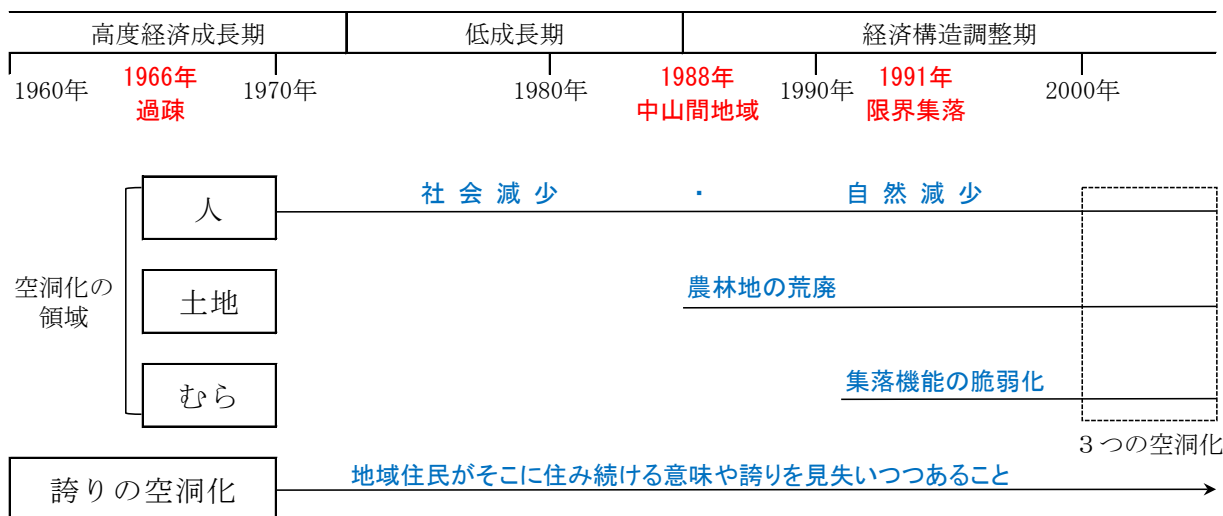 高度経済成長期 低成長期 経済構造調整期
1960年 1966年 1970年 1980年 1988年 1990年 1991年 2000年
過疎 中山間地域 限界集落
人 社会減少 ・ 自然減少
空洞化の
領域
土地 農林地の荒廃
むら 集落機能の脆弱化
3つの空洞化
誇りの空洞化 地域住民がそこに住み続ける意味や誇りを見失いつつあること